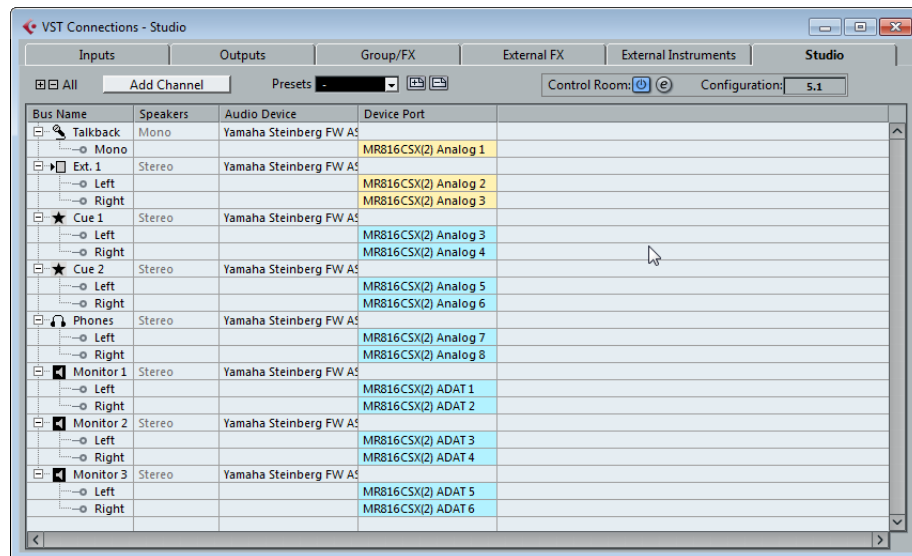 VST Connections - Studio
Inputs Outputs Group/FX External FX External Instruments Studio
All Add Channel Presets - Control Room: e Configuration: 5.1
Bus Name Speakers Audio Device Device Port
Talkback Mono Yamaha Steinberg FW AS
Mono MR816CSX(2) Analog 1
Ext. 1 Stereo Yamaha Steinberg FW AS
Left MR816CSX(2) Analog 2
Right MR816CSX(2) Analog 3
Cue 1 Stereo Yamaha Steinberg FW AS
Left MR816CSX(2) Analog 3
Right MR816CSX(2) Analog 4
Cue 2 Stereo Yamaha Steinberg FW AS
Left MR816CSX(2) Analog 5
Right MR816CSX(2) Analog 6
Phones Stereo Yamaha Steinberg FW AS
Left MR816CSX(2) Analog 7
Right MR816CSX(2) Analog 8
Monitor 1 Stereo Yamaha Steinberg FW AS
Left MR816CSX(2) ADAT 1
Right MR816CSX(2) ADAT 2
Monitor 2 Stereo Yamaha Steinberg FW AS
Left MR816CSX(2) ADAT 3
Right MR816CSX(2) ADAT 4
Monitor 3 Stereo Yamaha Steinberg FW AS
Left MR816CSX(2) ADAT 5
Right MR816CSX(2) ADAT 6